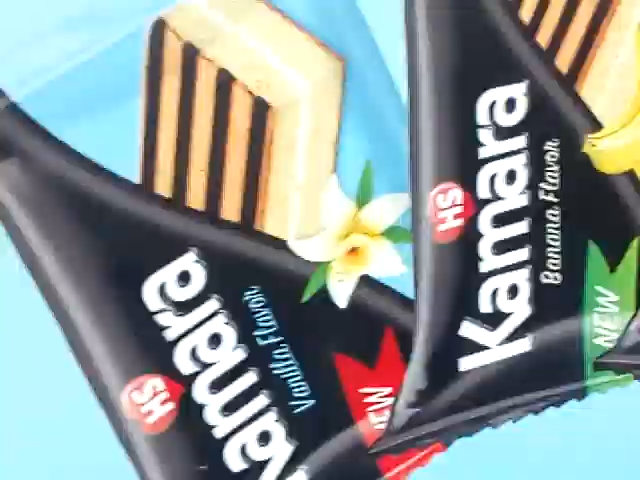 HS
Kamara
Vanilla Flavor
NEW
HS
Kamara
Banana Flavor
NEW